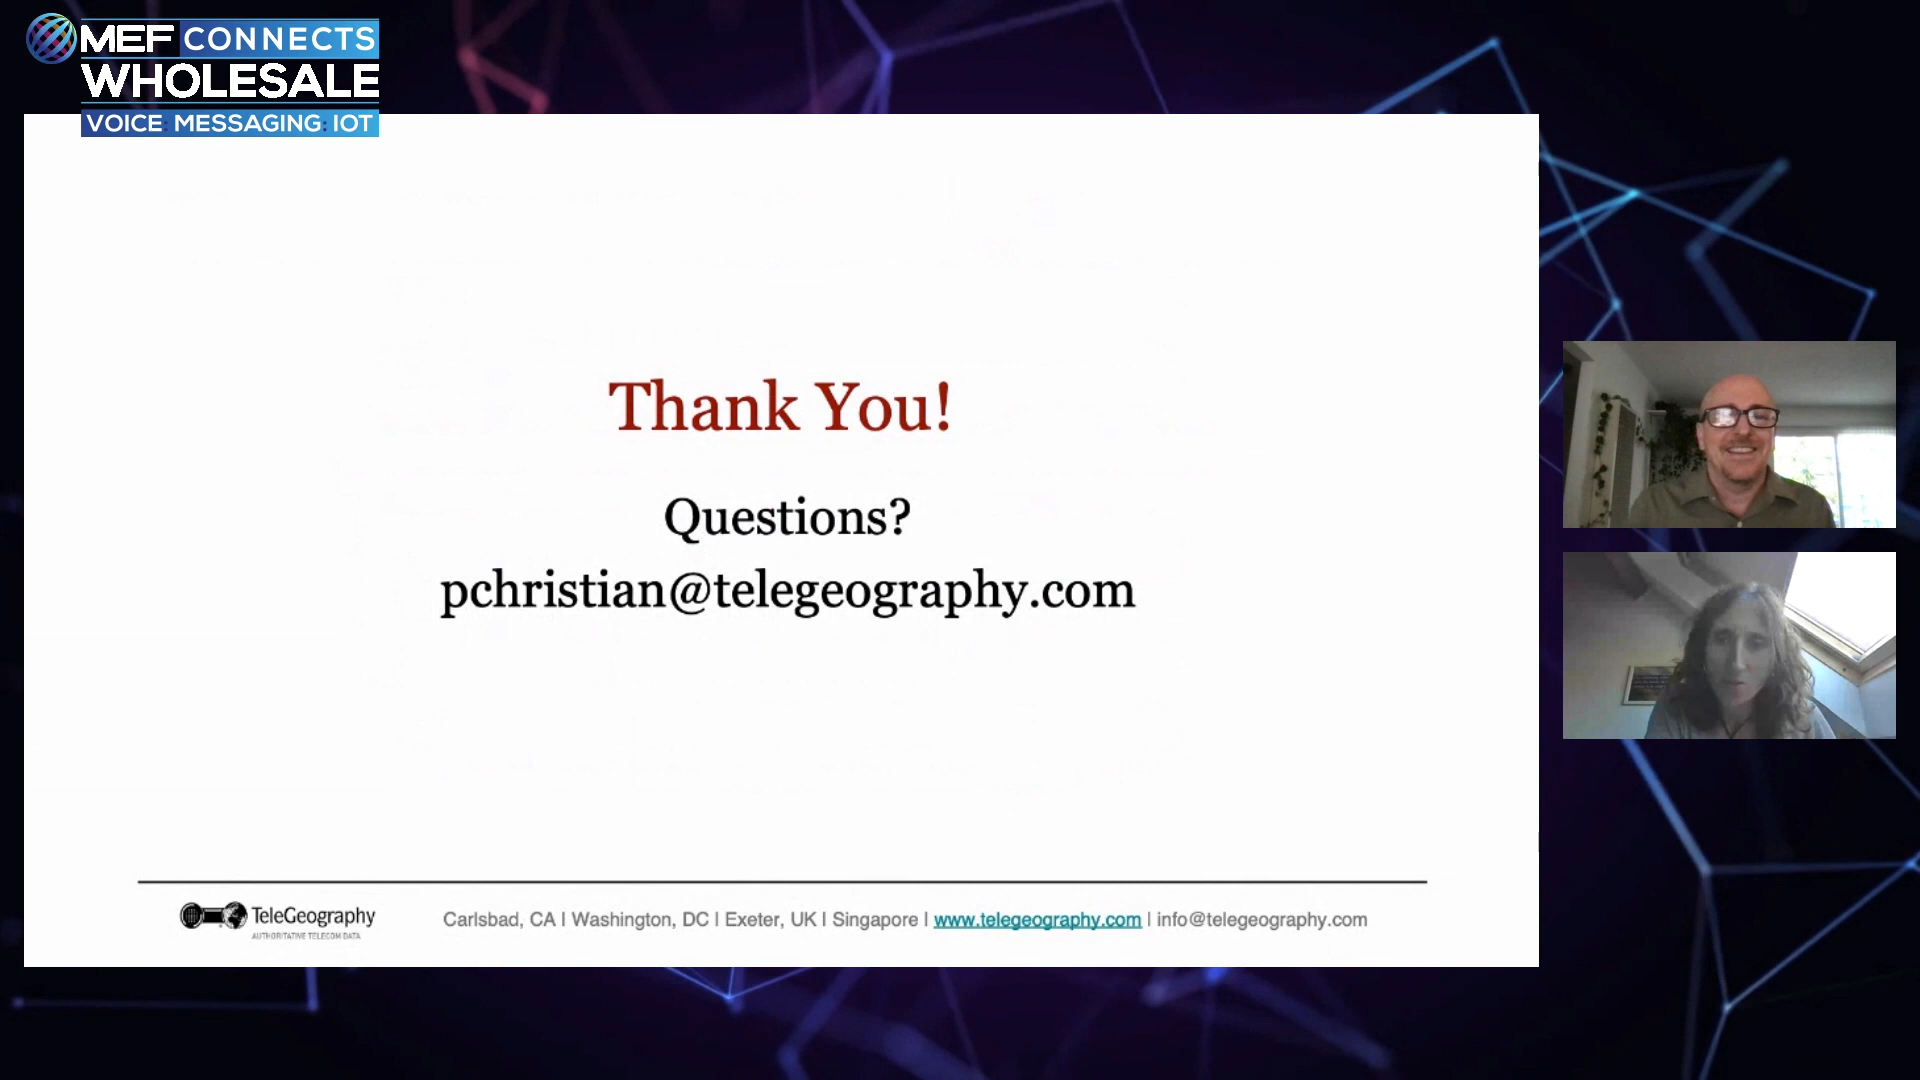 MEF CONNECTS
WHOLESALE
VOICE: MESSAGING: IOT
Thank You!
Questions?
pchristian@telegeography.com
TeleGeography
AUTHORITATIVE TELECOM DATA
Carlsbad, CA | Washington, DC | Exeter, UK | Singapore | www.telegeography.com | info@telegeography.com